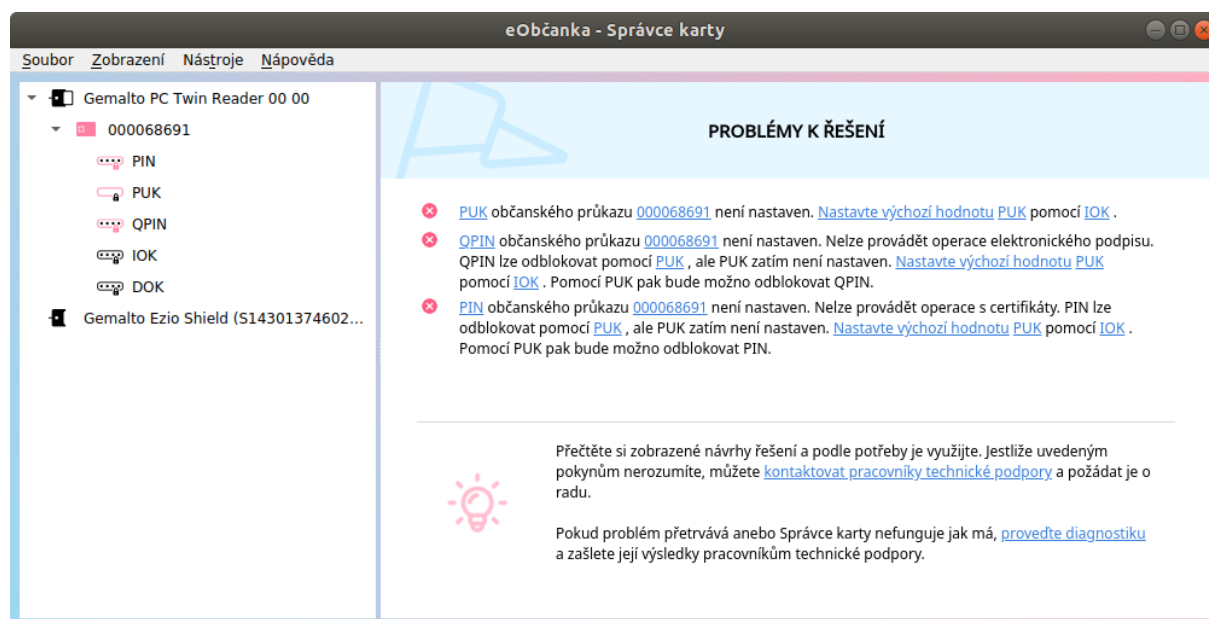 eObčanka - Správce karty
Soubor Zobrazení Nástroje Nápověda
Gemalto PC Twin Reader 00 00
000068691
PIN
PUK
QPIN
IOK
DOK
Gemalto Ezio Shield (S14301374602...
PROBLÉMY K ŘEŠENÍ
PUK občanského průkazu 000068691 není nastaven. Nastavte výchozí hodnotu PUK pomocí IOK .
QPIN občanského průkazu 000068691 není nastaven. Nelze provádět operace elektronického podpisu.
QPIN lze odblokovat pomocí PUK , ale PUK zatím není nastaven. Nastavte výchozí hodnotu PUK
pomocí IOK . Pomocí PUK pak bude možno odblokovat QPIN.
PIN občanského průkazu 000068691 není nastaven. Nelze provádět operace s certifikáty. PIN lze
odblokovat pomocí PUK , ale PUK zatím není nastaven. Nastavte výchozí hodnotu PUK pomocí IOK .
Pomocí PUK pak bude možno odblokovat PIN.
Přečtěte si zobrazené návrhy řešení a podle potřeby je využijte. Jestliže uvedeným
pokynům nerozumíte, můžete kontaktovat pracovníky technické podpory a požádat je o
radu.
Pokud problém přetrvává anebo Správce karty nefunguje jak má, proveďte diagnostiku
a zašlete její výsledky pracovníkům technické podpory.